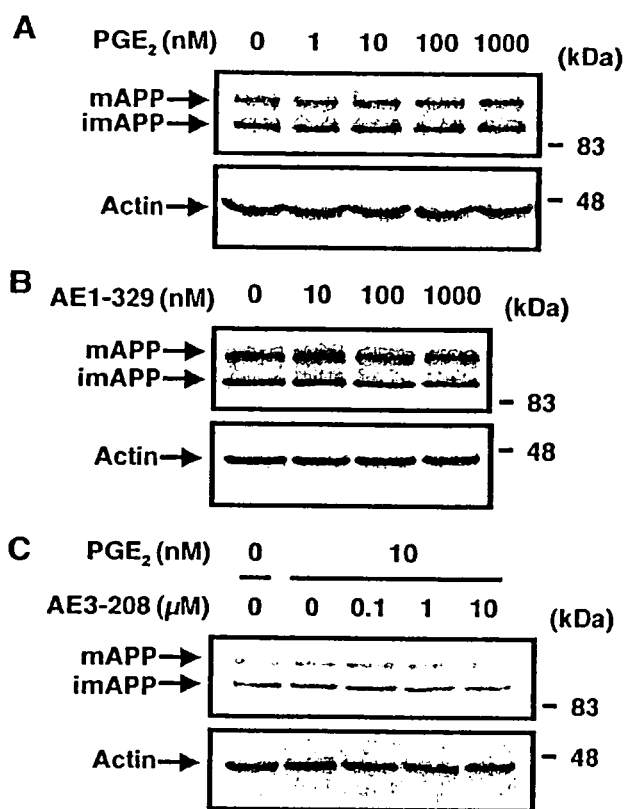 A
PGE₂ (nM) 0 1 10 100 1000 (kDa)
mAPP
imAPP
- 83
Actin
- 48
B
AE1-329 (nM) 0 10 100 1000 (kDa)
mAPP
imAPP
- 83
Actin
- 48
C
PGE₂ (nM) 0 10
AE3-208 (μM) 0 0 0.1 1 10 (kDa)
mAPP
imAPP
- 83
Actin
- 48